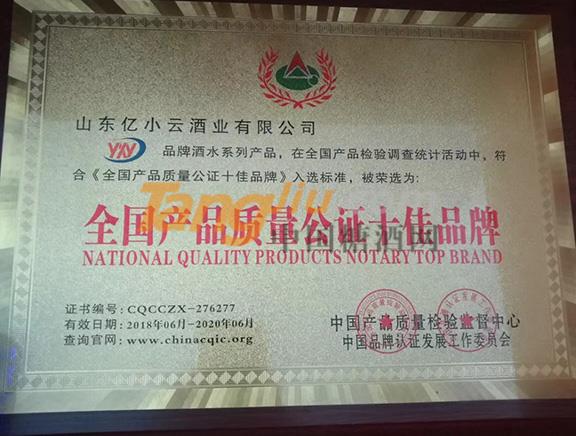 山东亿小云酒业有限公司
YXY 品牌酒水系列产品，在全国产品检验调查统计活动中，符
合《全国产品质量公证十佳品牌》入选标准，被荣选为：
全国产品质量公证十佳品牌
NATIONAL QUALITY PRODUCTS NOTARY TOP BRAND
Tangjiu
中国糖酒网
证书编号：CQCCZX-276277
有效日期：2018年06月-2020年06月
查询官网：www.chinacqic.org
中国产品质量检验监督中心
中国品牌认证发展工作委员会